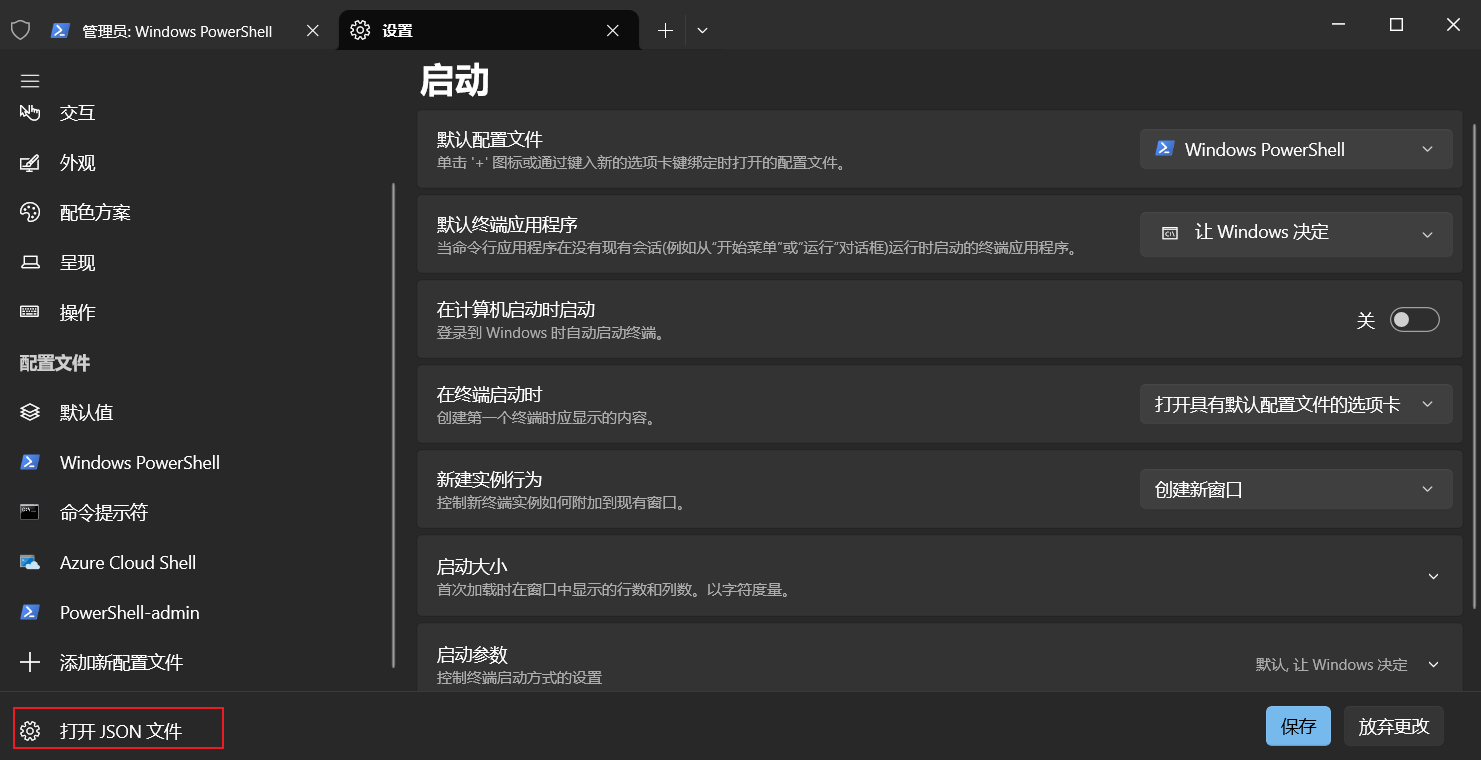 管理员: Windows PowerShell
设置
交互
外观
配色方案
呈现
操作
配置文件
默认值
Windows PowerShell
命令提示符
Azure Cloud Shell
PowerShell-admin
添加新配置文件
打开 JSON 文件
启动
默认配置文件
单击 '+' 图标或通过键入新的选项卡键绑定时打开的配置文件。
Windows PowerShell
默认终端应用程序
当命令行应用程序在没有现有会话(例如从“开始菜单”或”运行“对话框)运行时启动的终端应用程序。
让 Windows 决定
在计算机启动时启动
登录到 Windows 时自动启动终端。
关
在终端启动时
创建第一个终端时应显示的内容。
打开具有默认配置文件的选项卡
新建实例行为
控制新终端实例如何附加到现有窗口。
创建新窗口
启动大小
首次加载时在窗口中显示的行数和列数。以字符度量。
启动参数
控制终端启动方式的设置
默认, 让 Windows 决定
保存
放弃更改